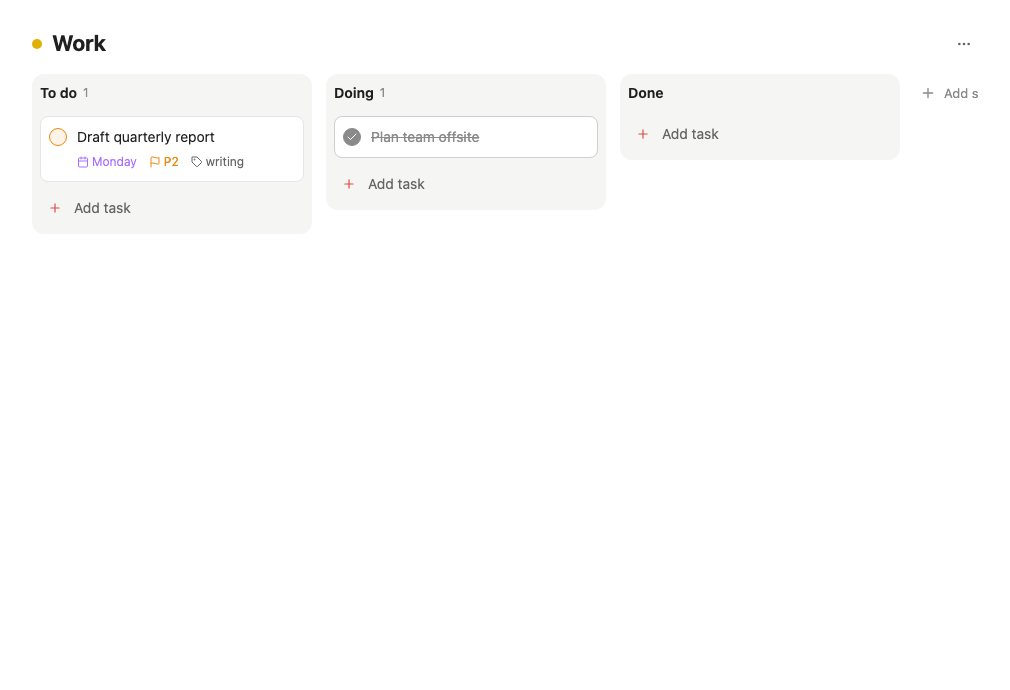 Work
To do 1
Draft quarterly report
Monday P2 writing
Add task
Doing 1
Plan team offsite
Add task
Done
Add task
Add s